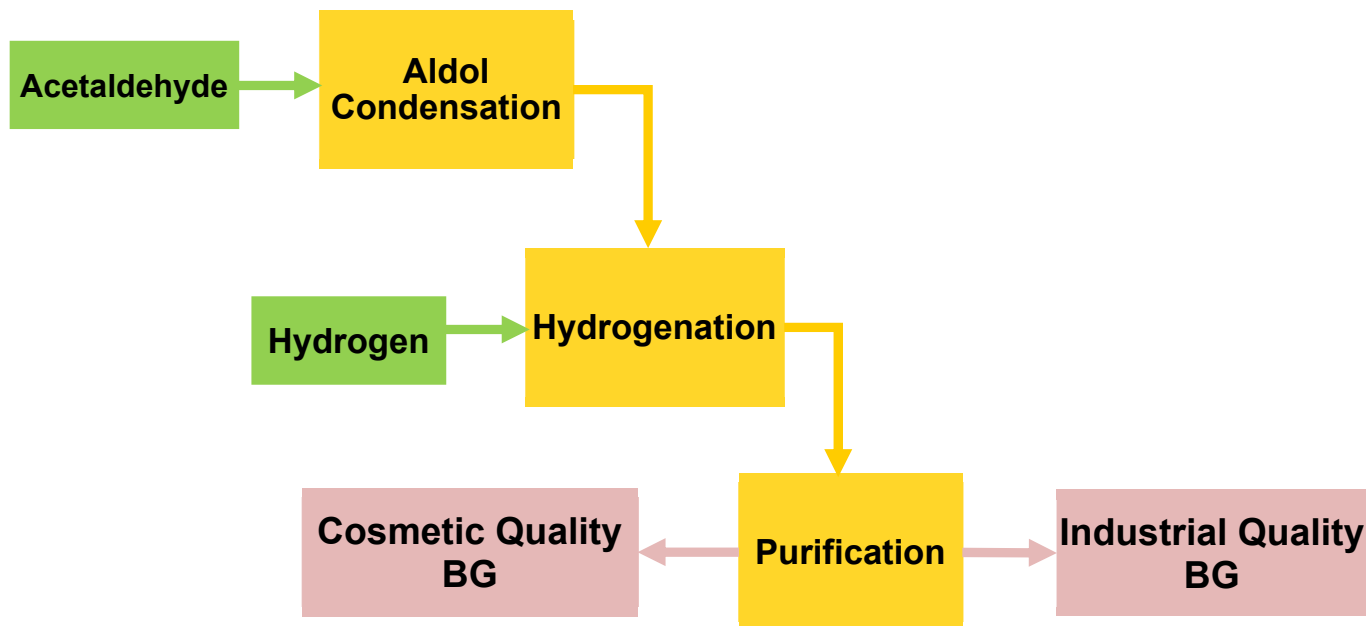 Acetaldehyde
Aldol
Condensation
Hydrogen
Hydrogenation
Cosmetic Quality
BG
Purification
Industrial Quality
BG